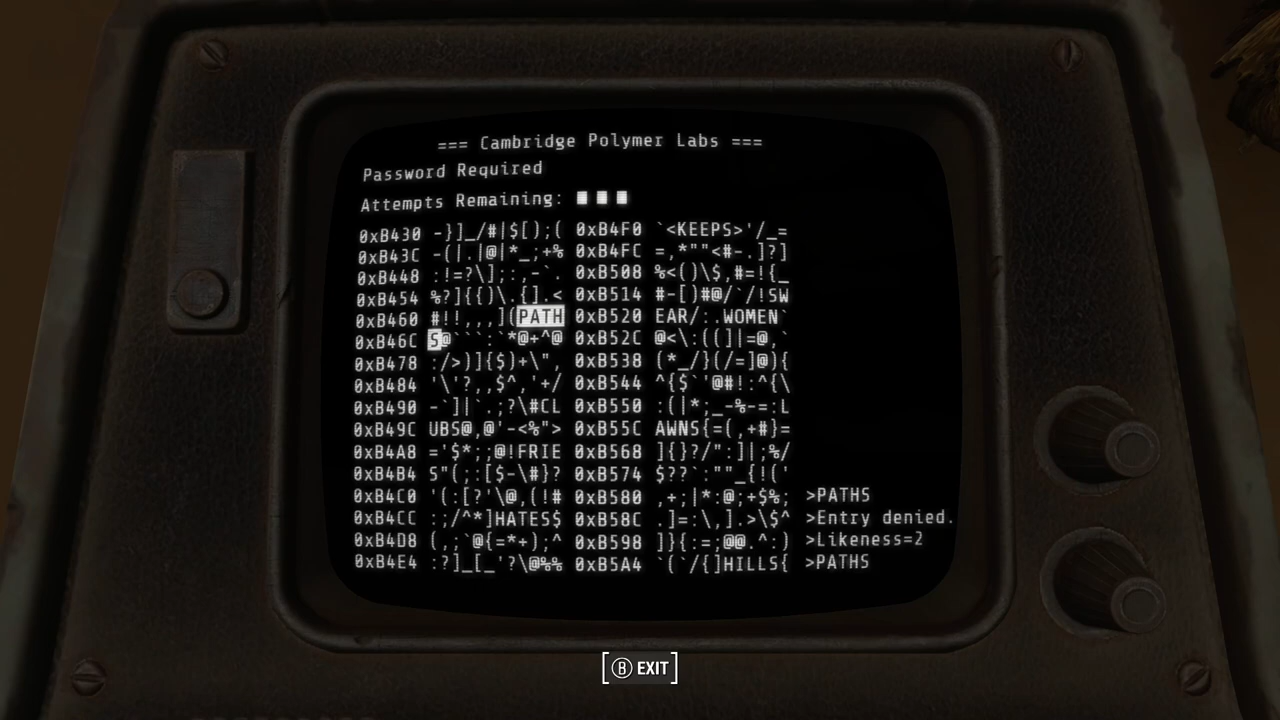 === Cambridge Polymer Labs ===
Password Required
Attempts Remaining: ■ ■ ■
0xB430 -}]_/#|$[);( 0xB4F0 `<KEEPS>'/_=
0xB43C -(|.|@|*_;+% 0xB4FC =,*""<#-.]?]
0xB448 :!=?\];:,-`. 0xB508 %<()\$,#=!{_
0xB454 %?]{{)\.{].< 0xB514 #-[)#@/`/!SW
0xB460 #!!,,,](PATH 0xB520 EAR/:.WOMEN`
0xB46C S@```:`*@+^@ 0xB52C @<\:((]|=@,`
0xB478 :/>)]{$)+\", 0xB538 (*_/}(/=]@){
0xB484 '\'?,,$^,'+/ 0xB544 ^{$`'@#!:^{\
0xB490 -`]|`.;?\#CL 0xB550 :(|*;_-%-=:L
0xB49C UBS@,@'-<%"> 0xB55C AWNS{=(,+#}=
0xB4A8 ='$*;;@!FRIE 0xB568 ]{}?/":]|;%/
0xB4B4 S"(;:[$-\#}? 0xB574 $??`:""_{!('
0xB4C0 '(:[?'\@,(!# 0xB580 ,+;|*:@;+$%; >PATHS
0xB4CC :;/^*]HATES$ 0xB58C .]=:\,].>\$^ >Entry denied.
0xB4D8 (,;`@{=*+);^ 0xB598 ]}{:=;@@.^:) >Likeness=2
0xB4E4 :?]_[_'?\@%% 0xB5A4 `(`/{]HILLS{ >PATHS
[Ⓑ EXIT]